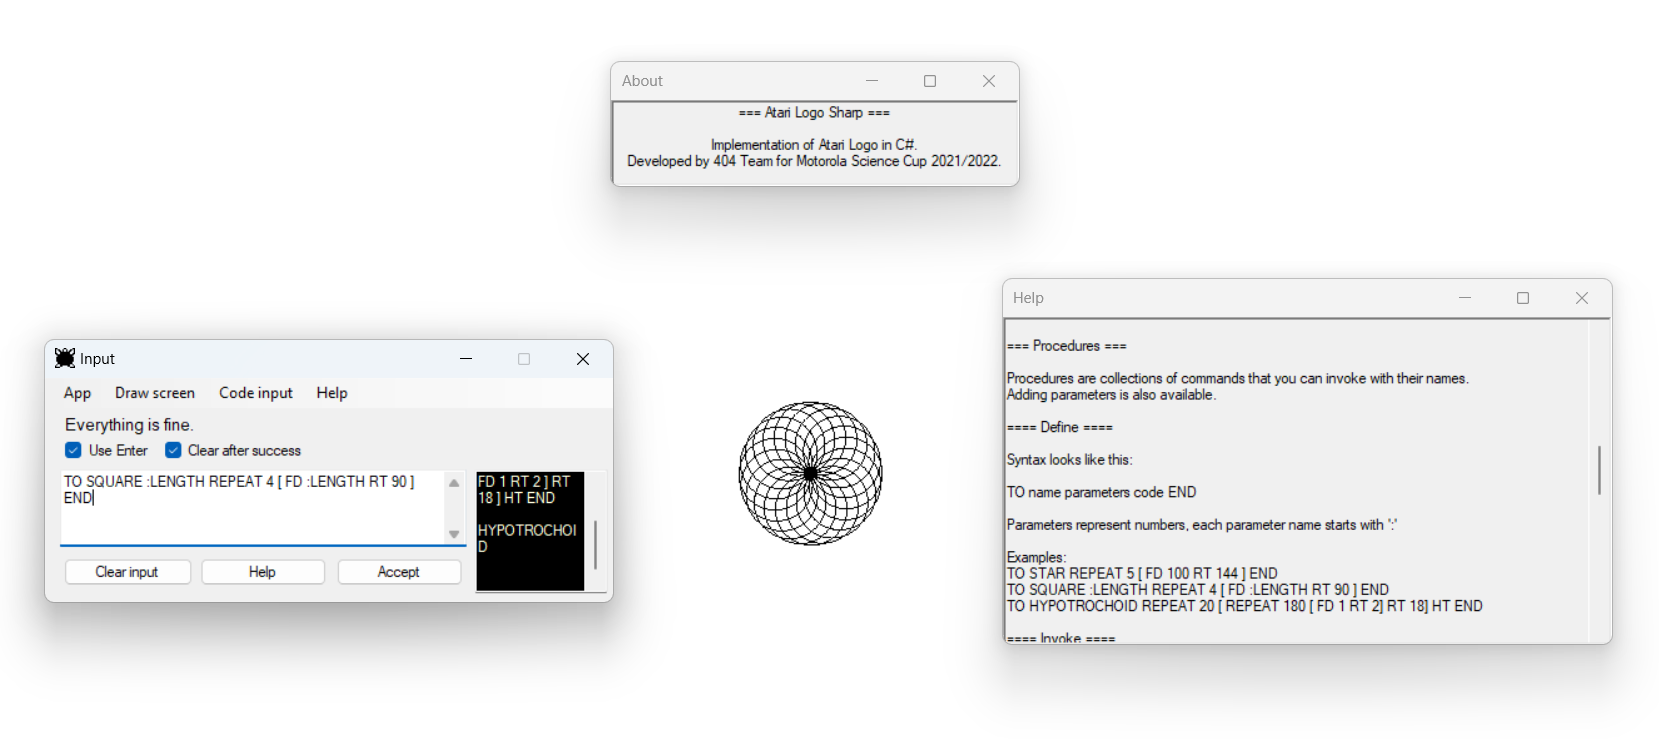 About
=== Atari Logo Sharp ===
Implementation of Atari Logo in C#.
Developed by 404 Team for Motorola Science Cup 2021/2022.
Input
App Draw screen Code input Help
Everything is fine.
Use Enter Clear after success
TO SQUARE :LENGTH REPEAT 4 [ FD :LENGTH RT 90 ]
END
Clear input Help Accept
FD 1 RT 2 ] RT
18 ] HT END
HYPOTROCHOI
D
Help
=== Procedures ===
Procedures are collections of commands that you can invoke with their names.
Adding parameters is also available.
==== Define ====
Syntax looks like this:
TO name parameters code END
Parameters represent numbers, each parameter name starts with ':'
Examples:
TO STAR REPEAT 5 [ FD 100 RT 144 ] END
TO SQUARE :LENGTH REPEAT 4 [ FD :LENGTH RT 90 ] END
TO HYPOTROCHOID REPEAT 20 [ REPEAT 180 [ FD 1 RT 2] RT 18] HT END
==== Invoke ====